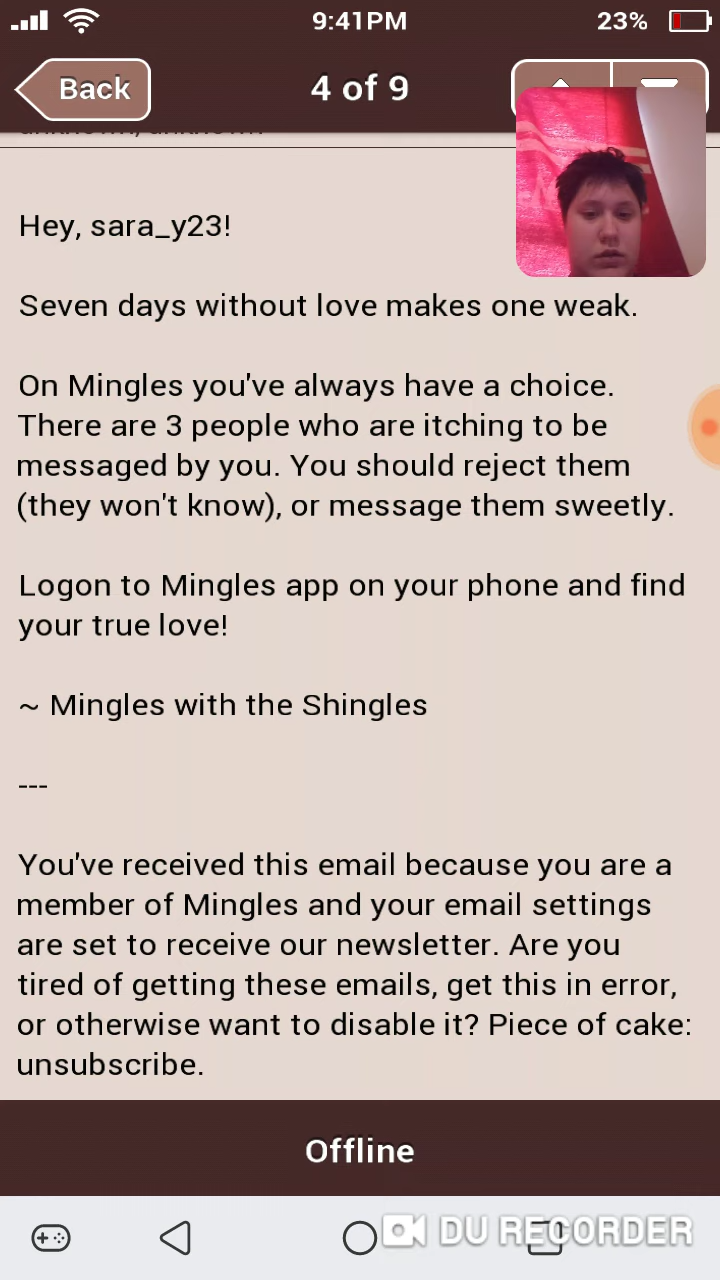 9:41PM 23%
Back 4 of 9
Hey, sara_y23!
Seven days without love makes one weak.
On Mingles you've always have a choice.
There are 3 people who are itching to be
messaged by you. You should reject them
(they won't know), or message them sweetly.
Logon to Mingles app on your phone and find
your true love!
~ Mingles with the Shingles
---
You've received this email because you are a
member of Mingles and your email settings
are set to receive our newsletter. Are you
tired of getting these emails, get this in error,
or otherwise want to disable it? Piece of cake:
unsubscribe.
Offline
DU RECORDER